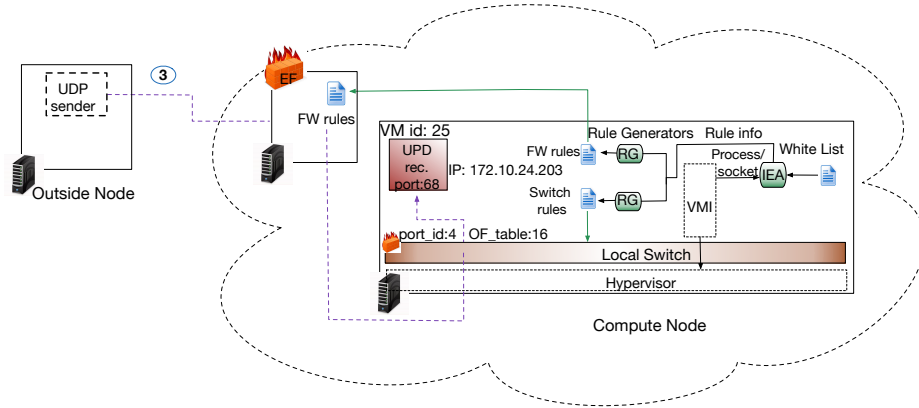 3
UDP
sender
EF
FW rules
Outside Node
VM id: 25
UPD
rec.
port:68
IP: 172.10.24.203
FW rules
Rule Generators
Rule info
RG
Process/
socket
White List
IEA
Switch
rules
RG
VMI
port_id:4
OF_table:16
Local Switch
Hypervisor
Compute Node